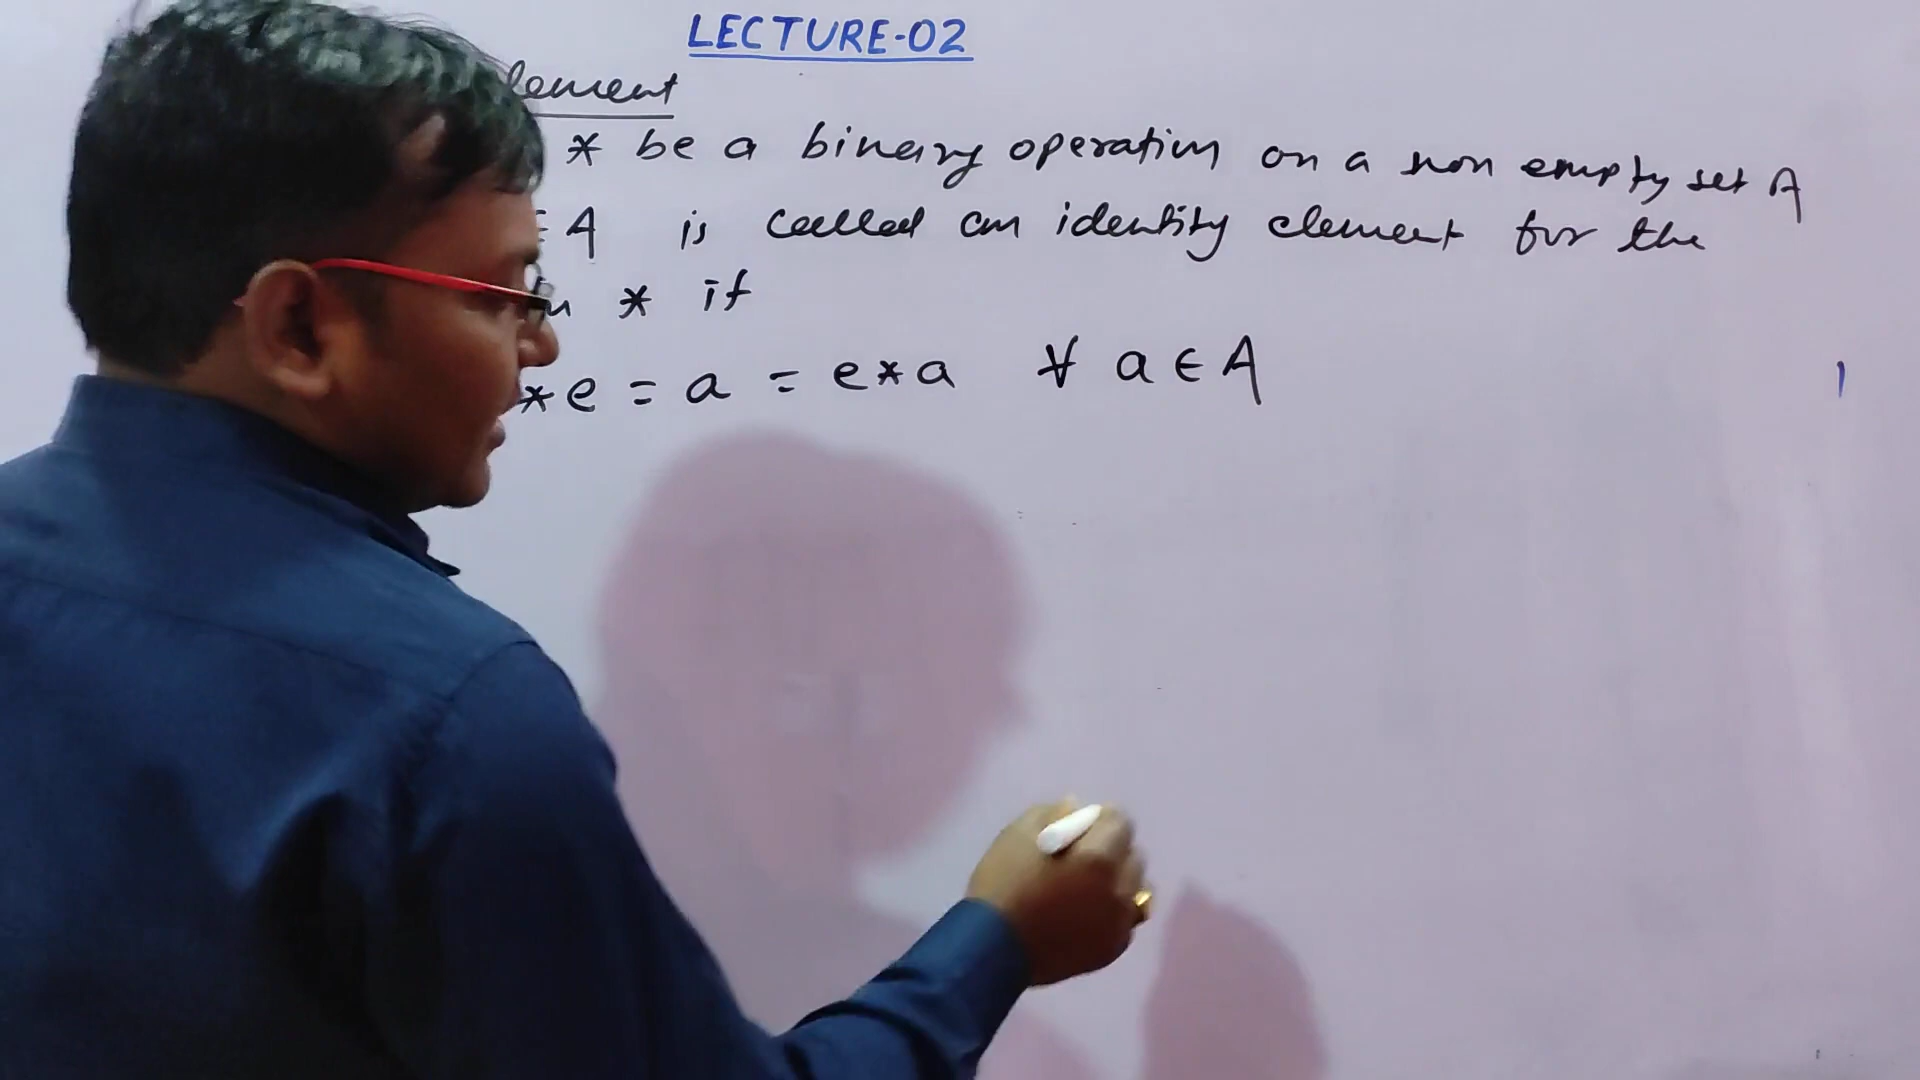 LECTURE-02
lement
* be a binary operation on a non empty set A
A is called an identity element for the
* if
*e = a = e*a ∀ a ∈ A